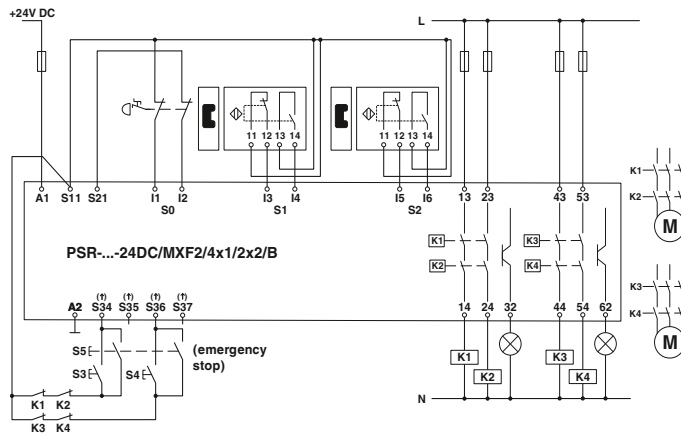 +24V DC
L
11 12 13 14
11 12 13 14
K1
K2
M
A1 S11 S21 I1 I2 I3 I4 I5 I6 13 23 43 53
S0 S1 S2
PSR-...-24DC/MXF2/4x1/2x2/B
K1 K3
K2 K4
K3
K4
M
(↑) (↑) (↑) (↑)
A2 S34 S35 S36 S37 14 24 32 44 54 62
S5 (emergency
stop)
S3 S4
K1 K3
K2 K4
K1 K2
N
K3 K4